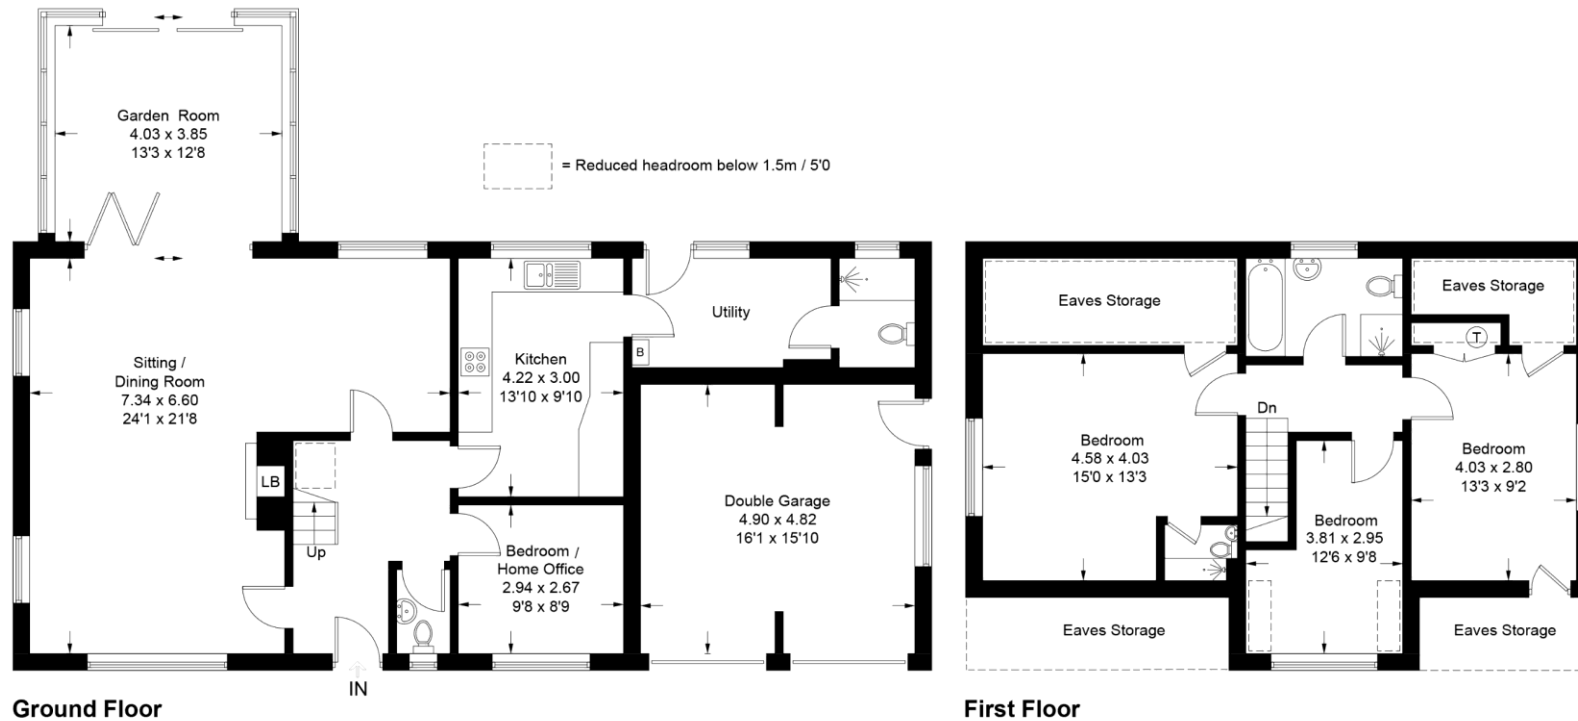 Garden Room
4.03 x 3.85
13'3 x 12'8
= Reduced headroom below 1.5m / 5'0
Sitting /
Dining Room
7.34 x 6.60
24'1 x 21'8
LB
Up
Kitchen
4.22 x 3.00
13'10 x 9'10
B
Utility
Bedroom /
Home Office
2.94 x 2.67
9'8 x 8'9
Double Garage
4.90 x 4.82
16'1 x 15'10
IN
Ground Floor
Eaves Storage
Eaves Storage
T
Dn
Bedroom
4.58 x 4.03
15'0 x 13'3
Bedroom
4.03 x 2.80
13'3 x 9'2
Bedroom
3.81 x 2.95
12'6 x 9'8
Eaves Storage
Eaves Storage
First Floor